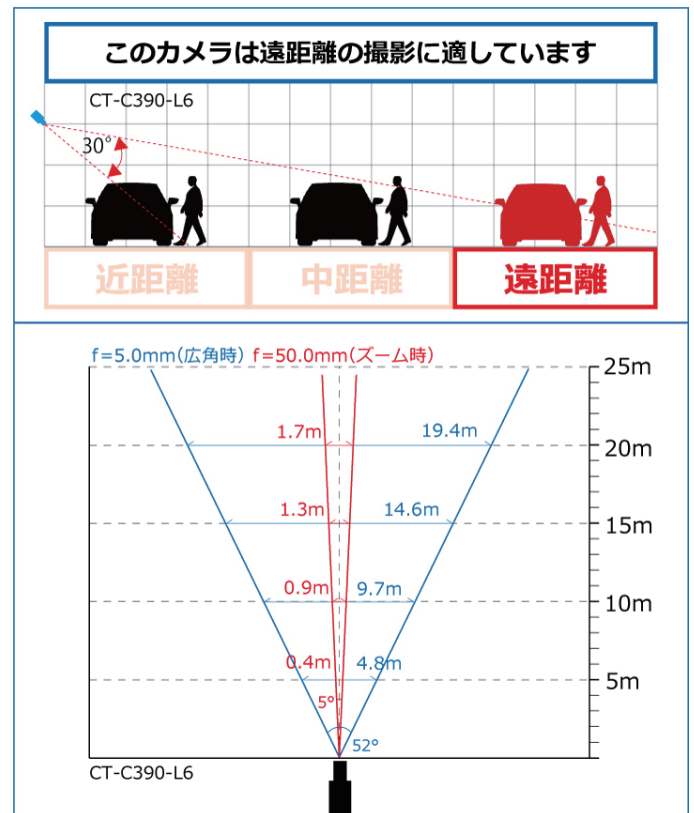 このカメラは遠距離の撮影に適しています
CT-C390-L6
30°
近距離 中距離 遠距離
f=5.0mm(広角時) f=50.0mm(ズーム時)
25m
1.7m 19.4m
20m
1.3m 14.6m
15m
0.9m 9.7m
10m
0.4m 4.8m
5m
5°
52°
CT-C390-L6